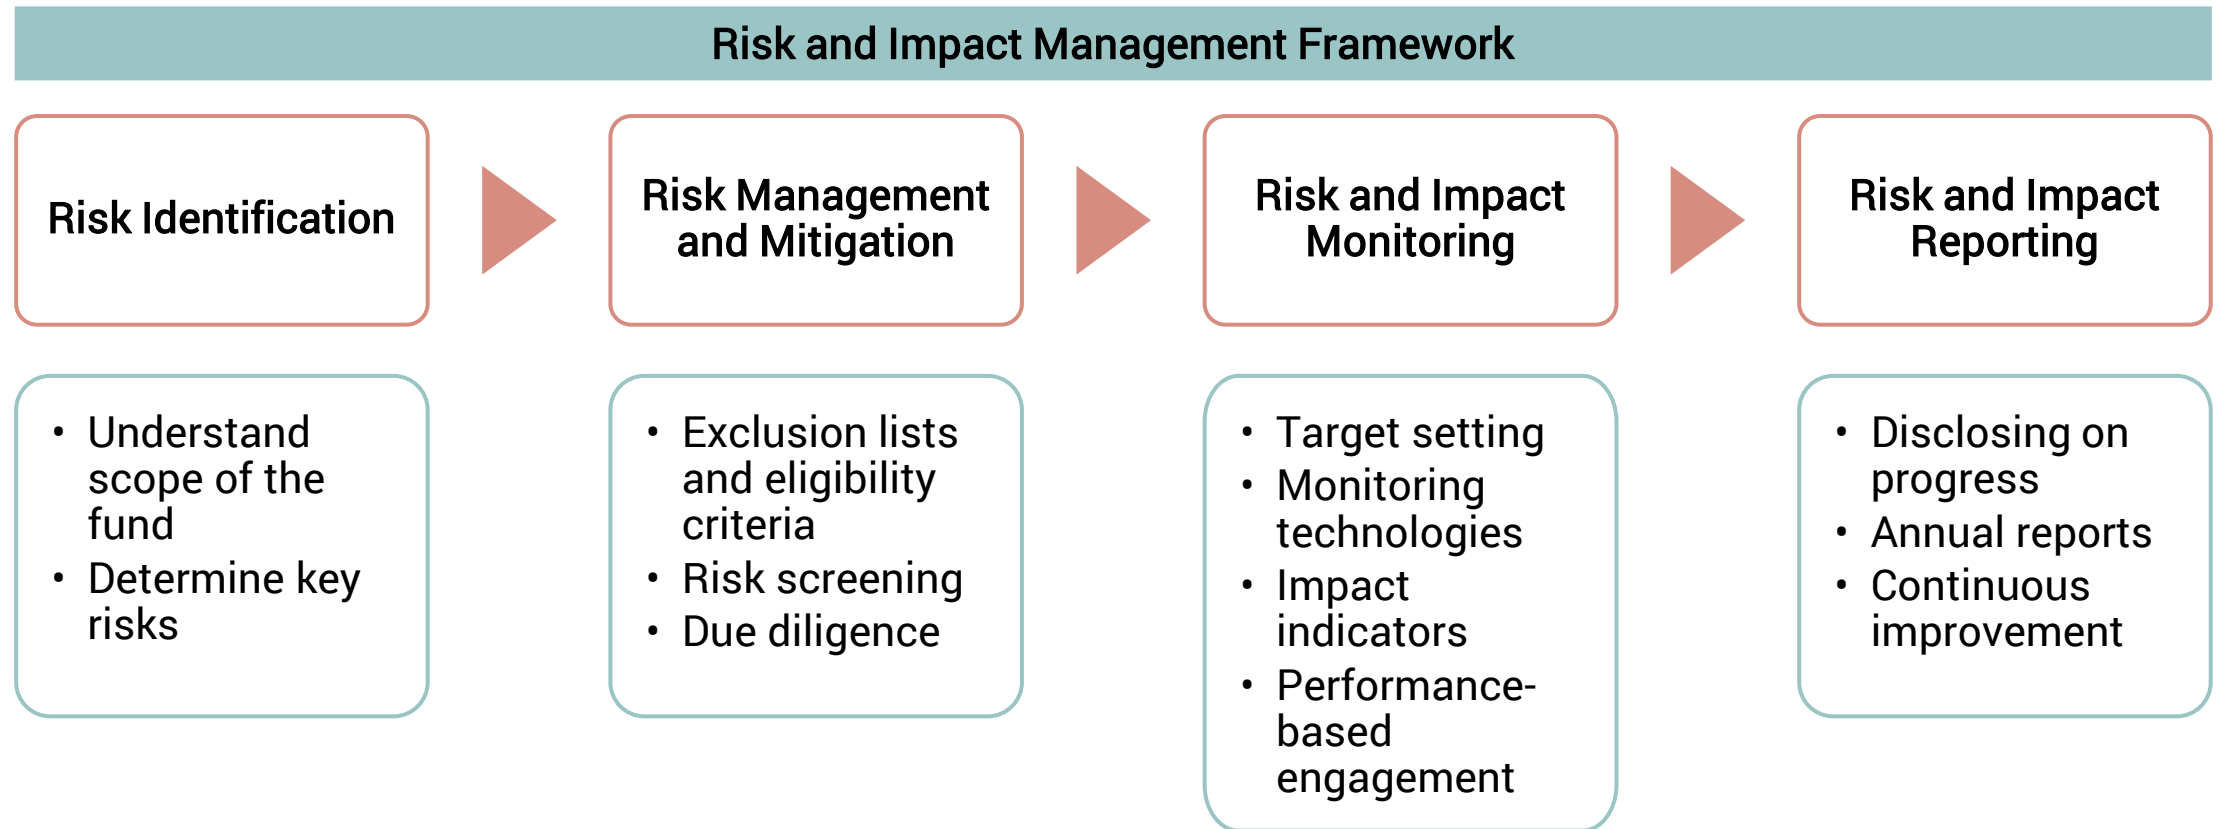 Risk and Impact Management Framework
Risk Identification
Risk Management
and Mitigation
Risk and Impact
Monitoring
Risk and Impact
Reporting
• Understand
scope of the
fund
• Determine key
risks
• Exclusion lists
and eligibility
criteria
• Risk screening
• Due diligence
• Target setting
• Monitoring
technologies
• Impact
indicators
• Performance-
based
engagement
• Disclosing on
progress
• Annual reports
• Continuous
improvement